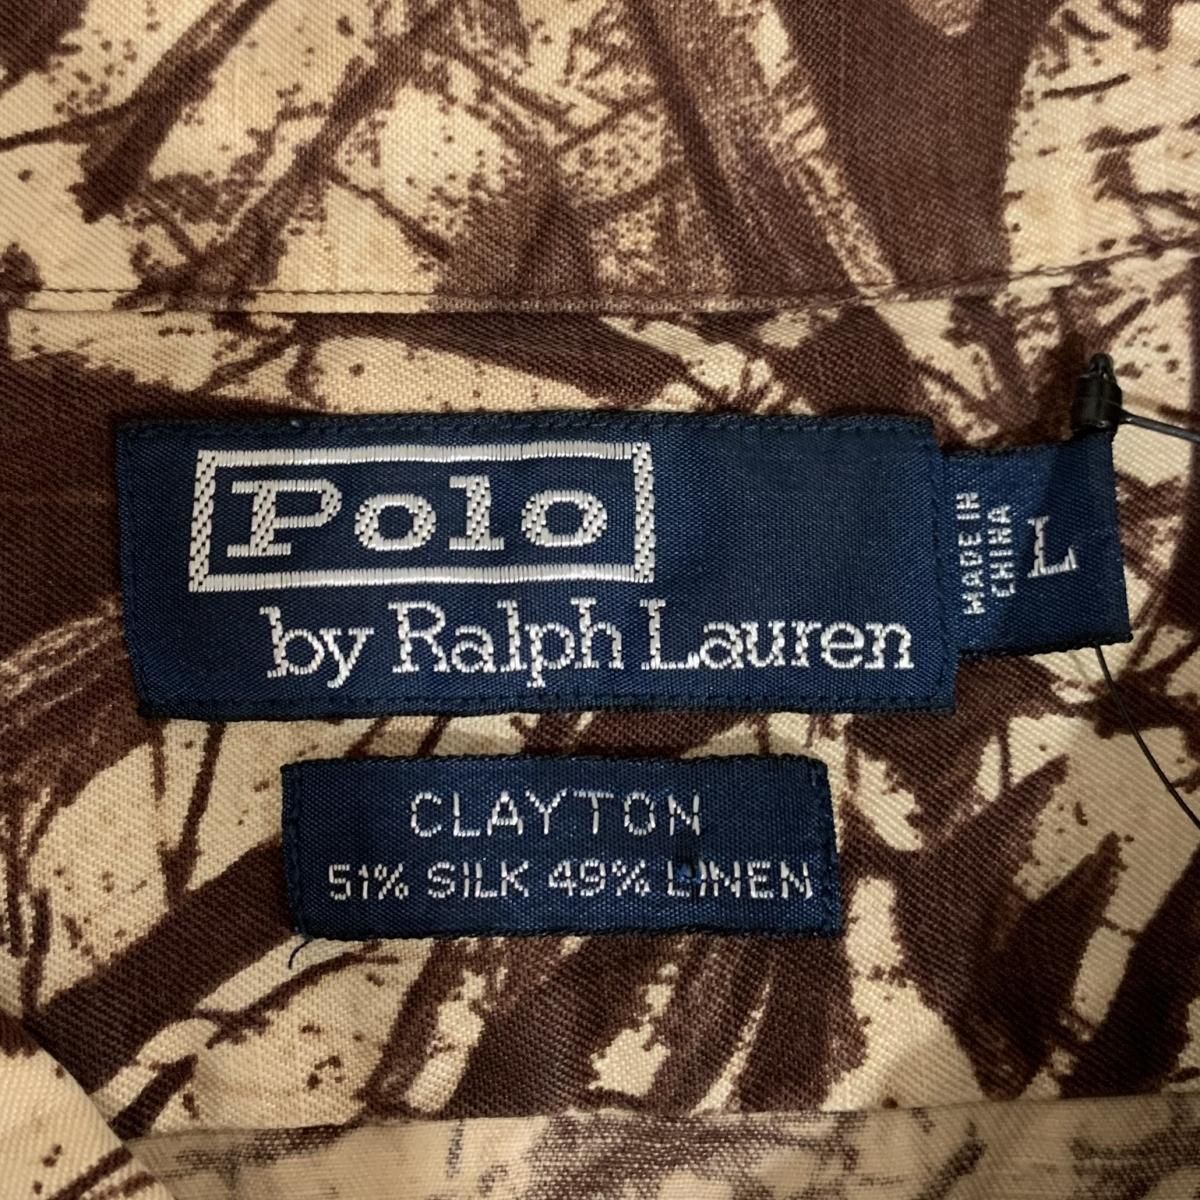 Polo
by Ralph Lauren
MADE IN
CHINA
L
CLAYTON
51% SILK 49% LINEN